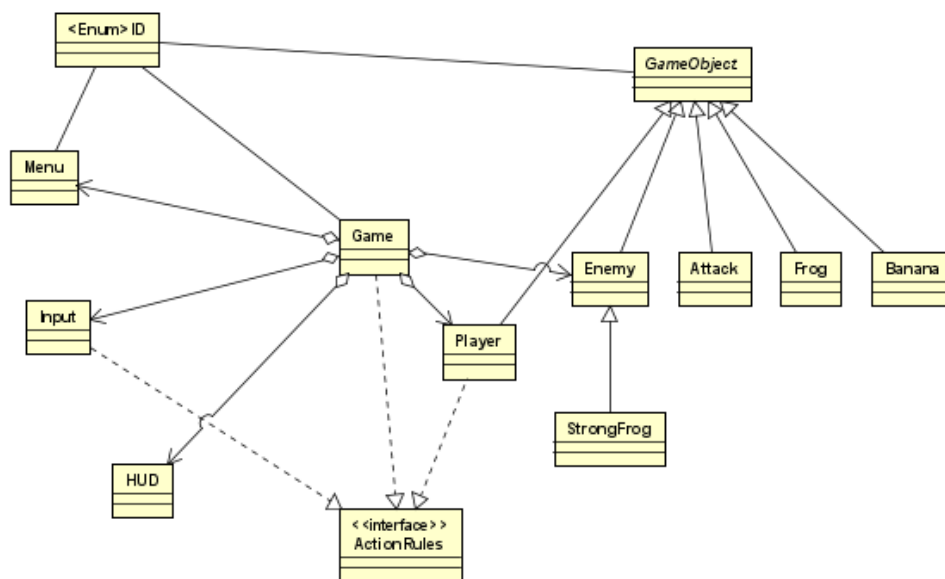 <Enum> ID
GameObject
Menu
Game
Enemy
Attack
Frog
Banana
Input
Player
StrongFrog
HUD
< <interface> >
ActionRules